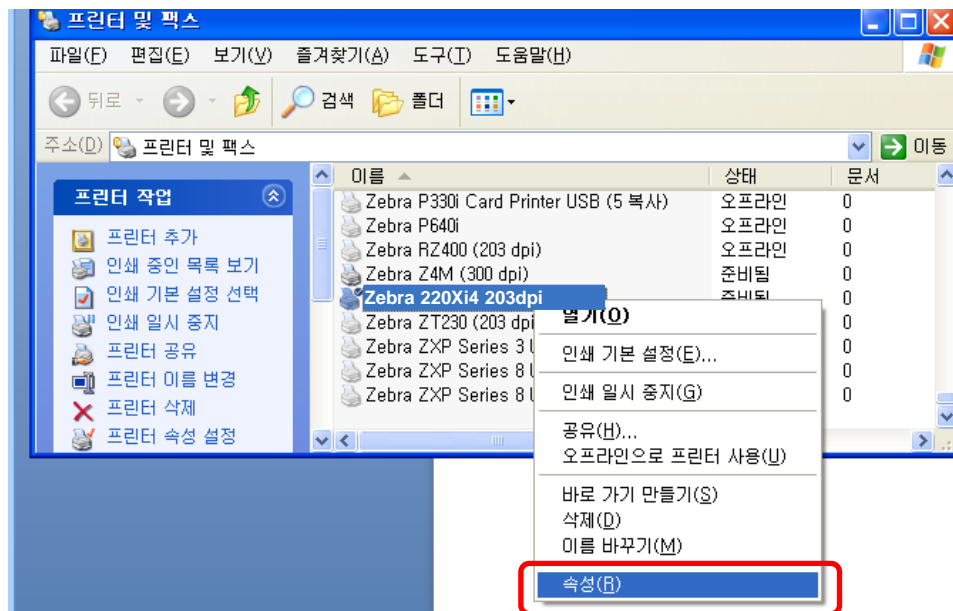 프린터 및 팩스
파일(F) 편집(E) 보기(V) 즐겨찾기(A) 도구(T) 도움말(H)
뒤로 검색 폴더
주소(D) 프린터 및 팩스 이동
프린터 작업
프린터 추가
인쇄 중인 목록 보기
인쇄 기본 설정 선택
인쇄 일시 중지
프린터 공유
프린터 이름 변경
프린터 삭제
프린터 속성 설정
이름 상태 문서
Zebra P330i Card Printer USB (5 복사) 오프라인 0
Zebra P640i 오프라인 0
Zebra RZ400 (203 dpi) 오프라인 0
Zebra Z4M (300 dpi) 준비됨 0
Zebra 220Xi4 203dpi 준비됨 0
Zebra ZT230 (203 dpi 0
Zebra ZXP Series 3 U 0
Zebra ZXP Series 8 U 0
Zebra ZXP Series 8 U 0
열기(O)
인쇄 기본 설정(E)...
인쇄 일시 중지(G)
공유(H)...
오프라인으로 프린터 사용(U)
바로 가기 만들기(S)
삭제(D)
이름 바꾸기(M)
속성(R)